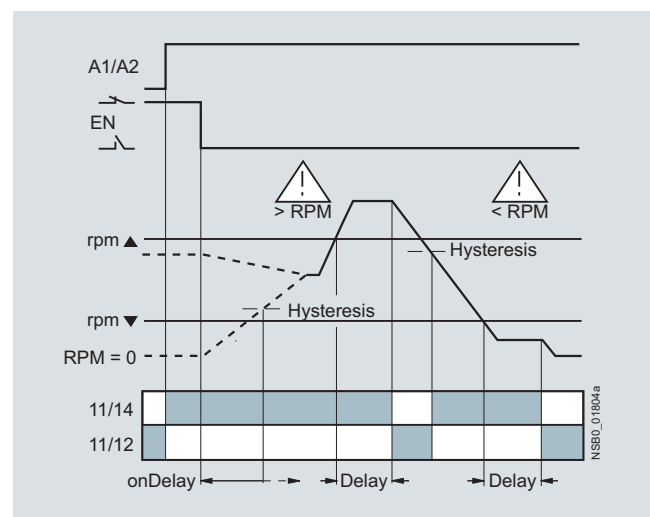 A1/A2
EN
> RPM
< RPM
rpm ▲
Hysteresis
Hysteresis
rpm ▼
RPM = 0
11/14
11/12
NSB0_01804a
onDelay
Delay
Delay